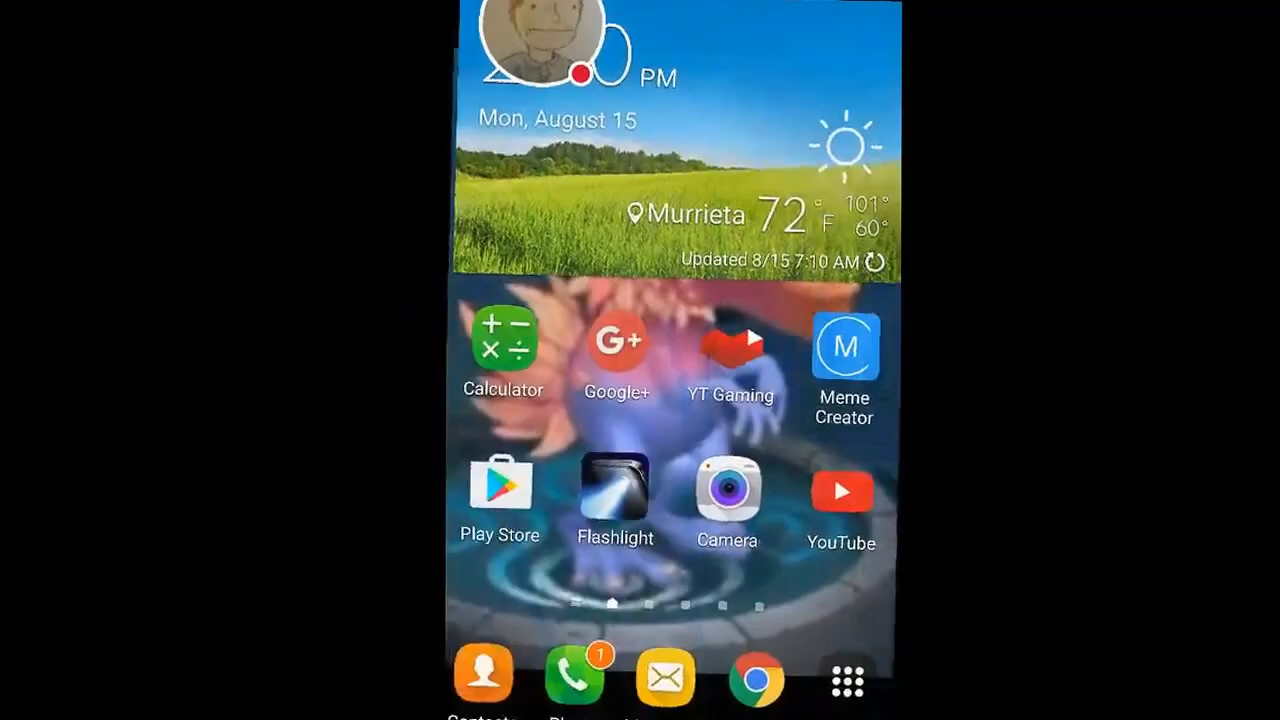 PM
Mon, August 15
Murrieta 72 ° F 101° 60°
Updated 8/15 7:10 AM
Calculator
G+
Google+
YT Gaming
M
Meme
Creator
Play Store
Flashlight
Camera
YouTube
1